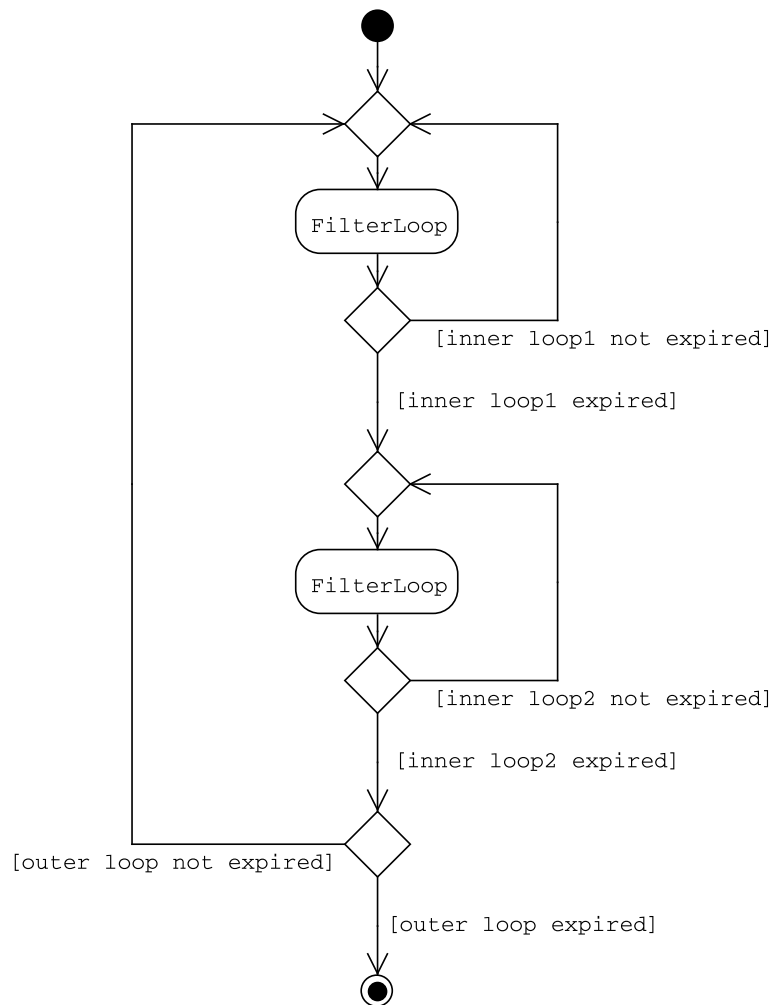 FilterLoop
[inner loop1 not expired]
[inner loop1 expired]
FilterLoop
[inner loop2 not expired]
[inner loop2 expired]
[outer loop not expired]
[outer loop expired]